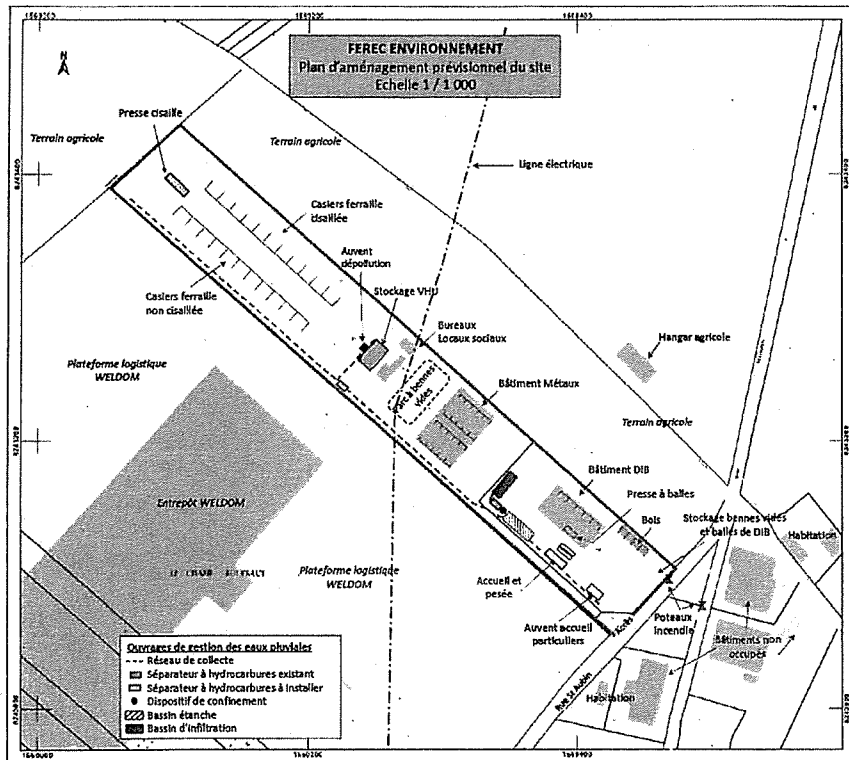 1560200
1560400
FEREC ENVIRONNEMENT
Plan d'aménagement prévisionnel du site
Echelle 1 / 1 000
N
Presse cisaille
Terrain agricole
Terrain agricole
Ligne électrique
Casiers ferraille
cisaillée
Auvent
dépollution
Stockage VHU
Casiers ferraille
non cisaillée
Bureaux
Locaux sociaux
Hangar agricole
Plateforme logistique
WELDOM
Parc à bennes
vides
Bâtiment Métaux
Terrain agricole
Bâtiment DIB
Presse à balles
Entrepôt WELDOM
Bois
Stockage bennes vides
et balles de DIB
Habitation
Plateforme logistique
WELDOM
Accueil et
pesée
Auvent accueil
particuliers
Accès
Poteaux
incendie
Bâtiments non
occupés
Rue St Aubin
Habitation
Ouvrages de gestion des eaux pluviales
Réseau de collecte
Séparateur à hydrocarbures existant
Séparateur à hydrocarbures à installer
Dispositif de confinement
Bassin étanche
Bassin d'infiltration
1560200